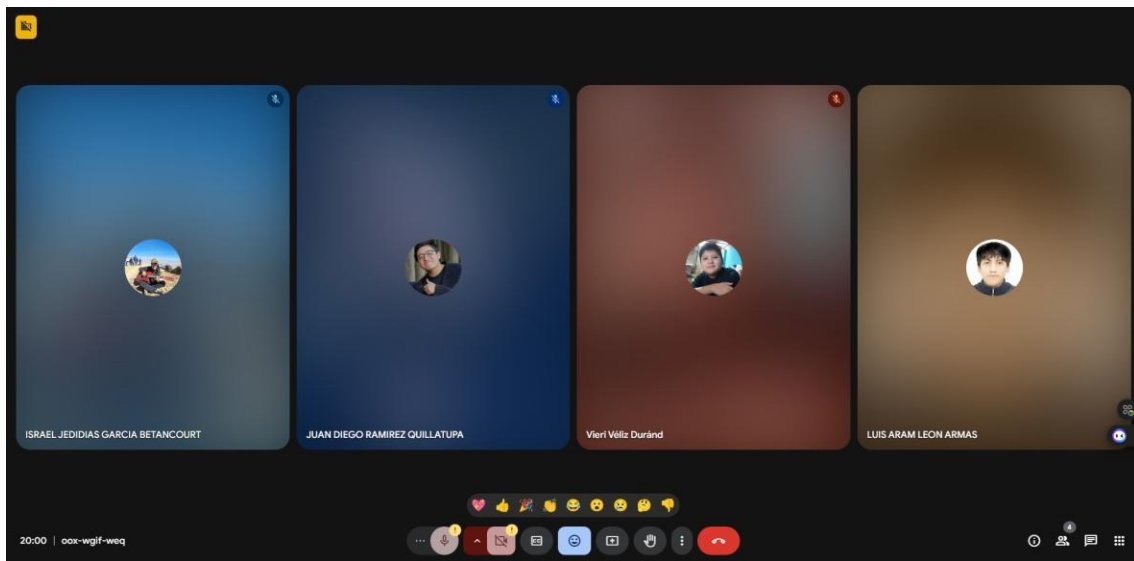 ISRAEL JEDIDIAS GARCIA BETANCOURT
JUAN DIEGO RAMIREZ QUILLATUPA
Vieri Véliz Duránd
LUIS ARAM LEON ARMAS
20:00 | oox-wgif-weq
4